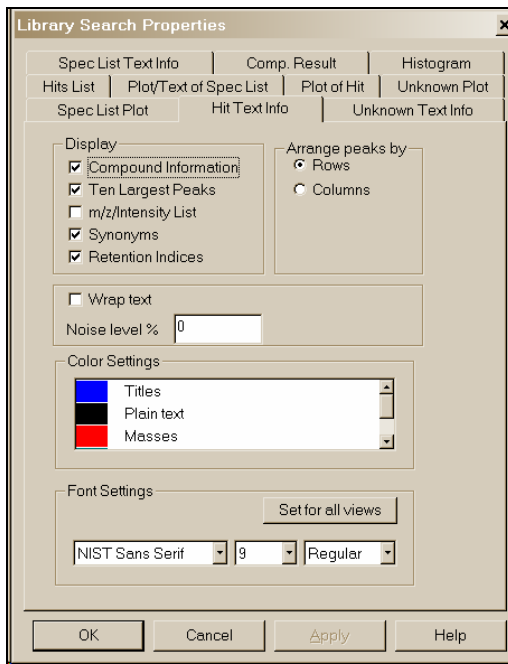 Library Search Properties
Spec List Text Info Comp. Result Histogram
Hits List Plot/Text of Spec List Plot of Hit Unknown Plot
Spec List Plot Hit Text Info Unknown Text Info
Display
Compound Information
Ten Largest Peaks
m/z/Intensity List
Synonyms
Retention Indices
Arrange peaks by
Rows
Columns
Wrap text
Noise level % 0
Color Settings
Titles
Plain text
Masses
Font Settings
Set for all views
NIST Sans Serif 9 Regular
OK Cancel Apply Help